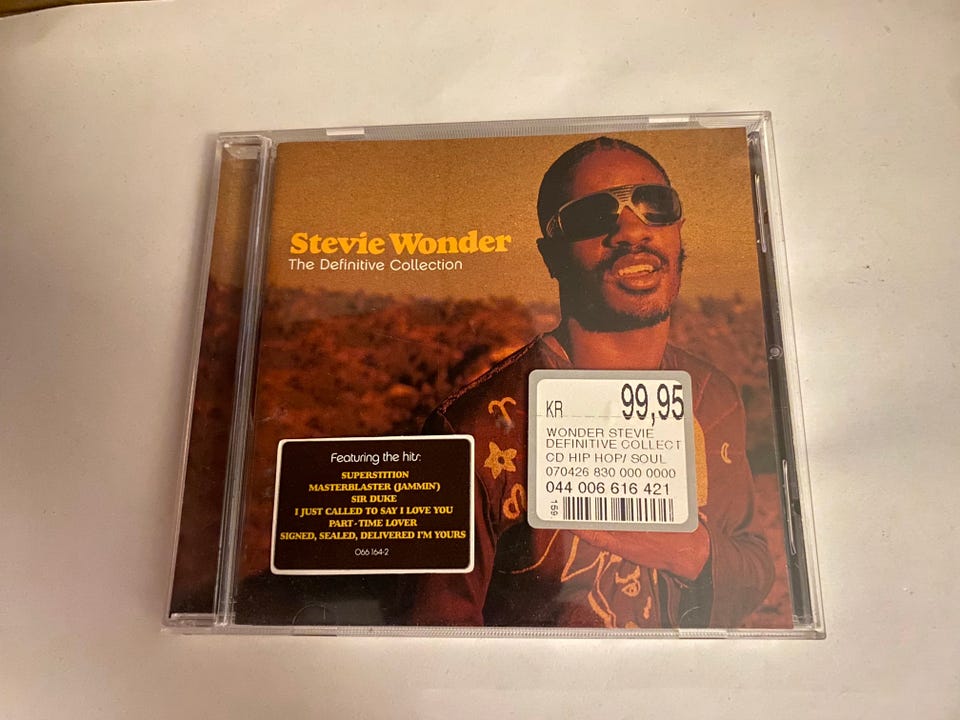 Stevie Wonder
The Definitive Collection
KR 99,95
WONDER STEVIE
DEFINITIVE COLLECT
CD HIP HOP/ SOUL
070426 830 000 0000
044 006 616 421
159
Featuring the hits:
SUPERSTITION
MASTERBLASTER (JAMMIN')
SIR DUKE
I JUST CALLED TO SAY I LOVE YOU
PART-TIME LOVER
SIGNED, SEALED, DELIVERED I'M YOURS
066 164-2